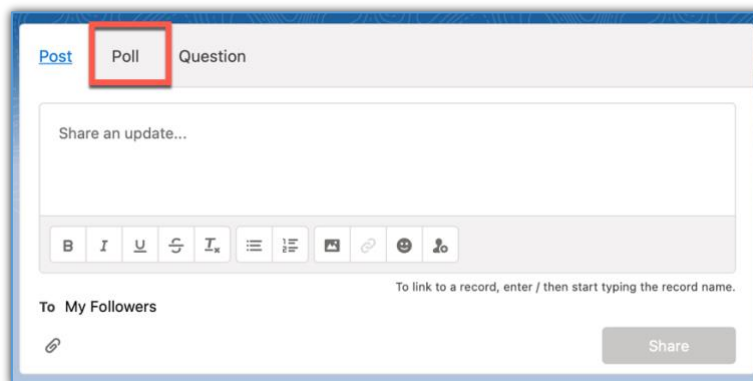 Post Poll Question
Share an update...
B I U S Tx
To link to a record, enter / then start typing the record name.
To My Followers
Share